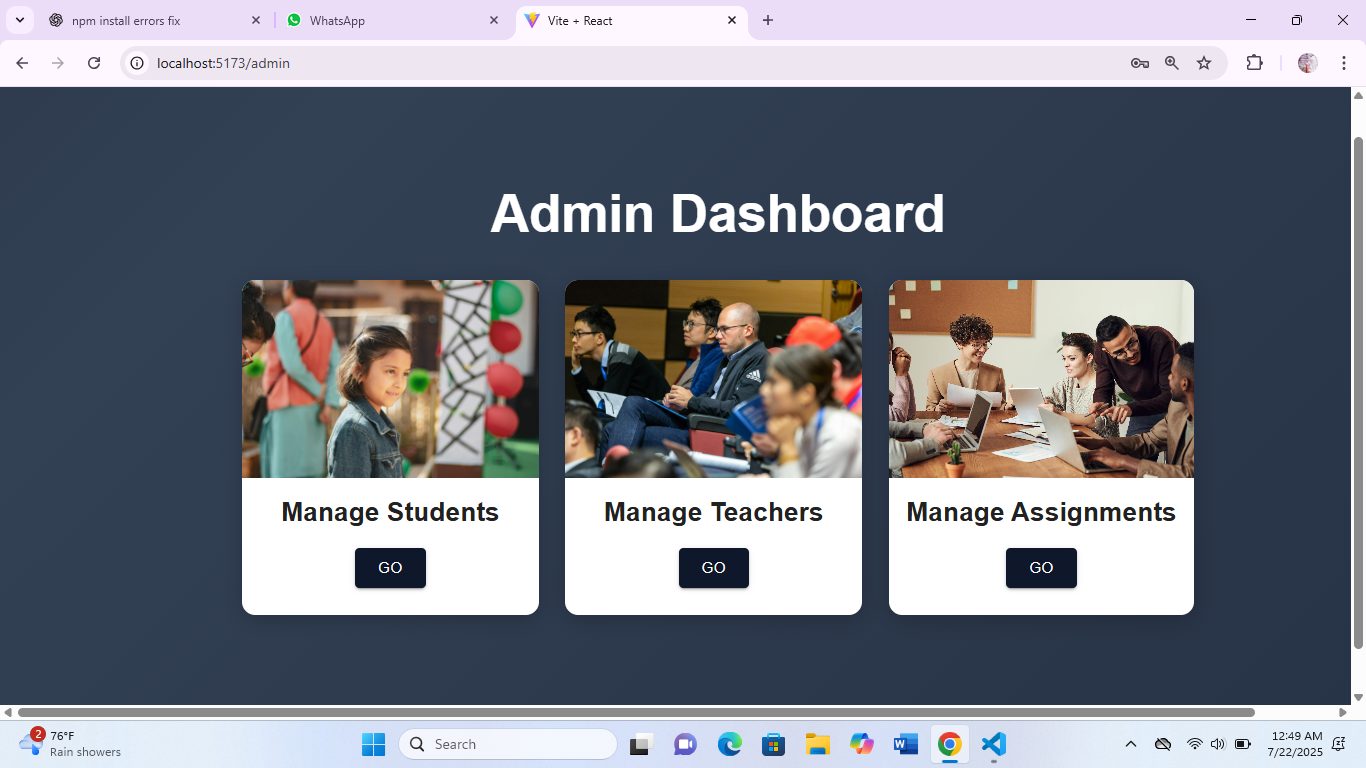 npm install errors fix
WhatsApp
Vite + React
localhost:5173/admin
Admin Dashboard
Manage Students
Manage Teachers
Manage Assignments
GO
GO
GO
2
76°F
Rain showers
Search
12:49 AM
7/22/2025